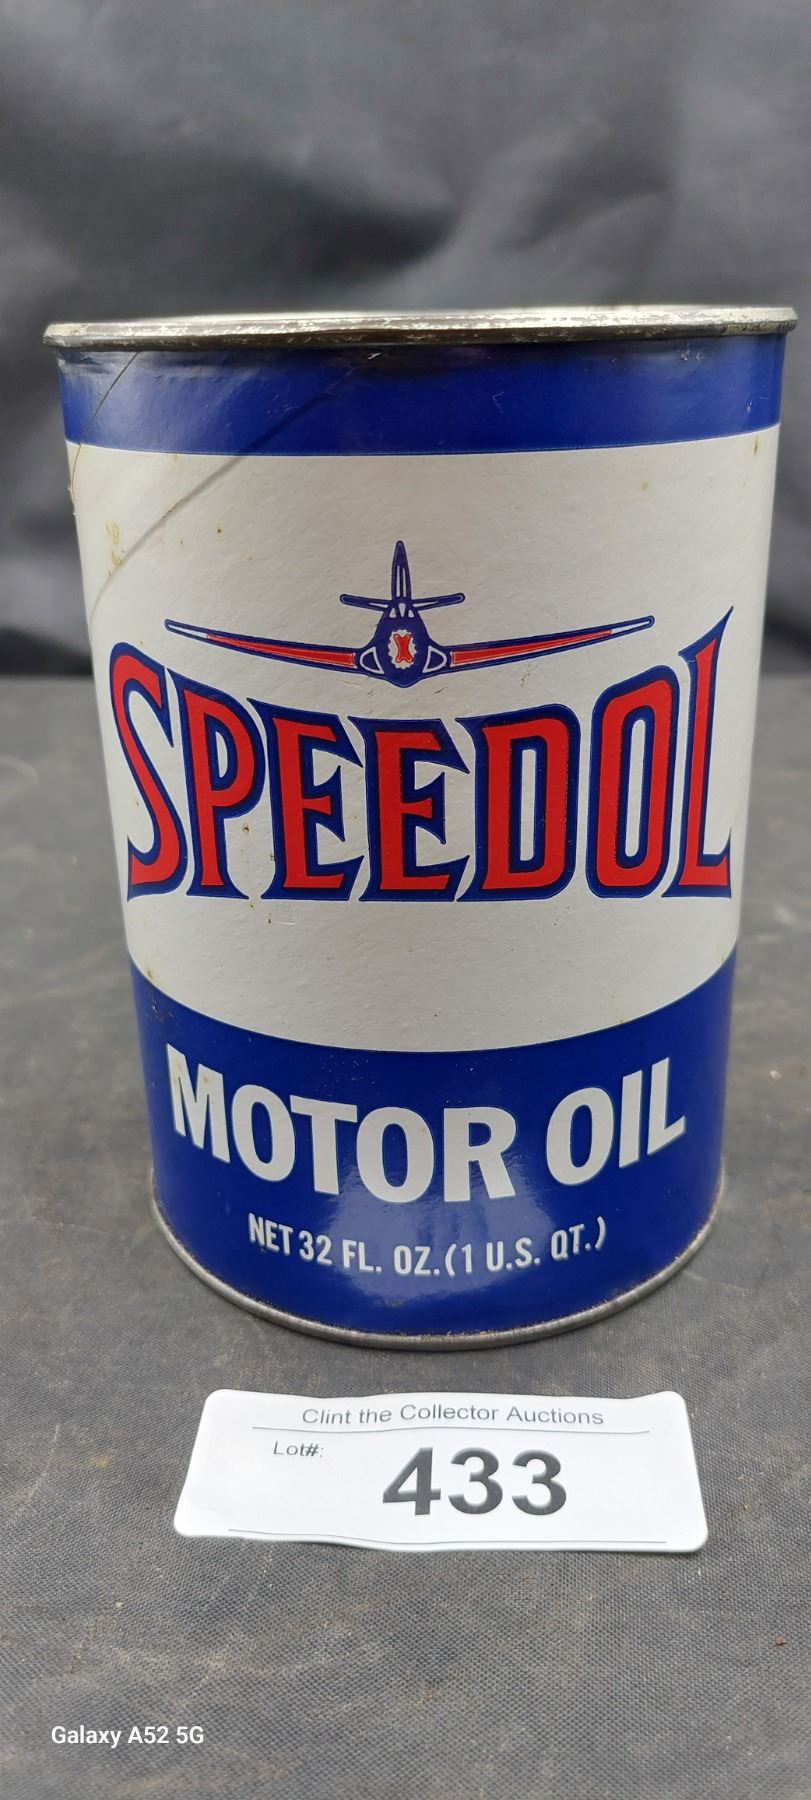 SPEEDOL
MOTOR OIL
NET 32 FL. OZ. (1 U.S. QT.)
Clint the Collector Auctions
Lot#:
433
Galaxy A52 5G